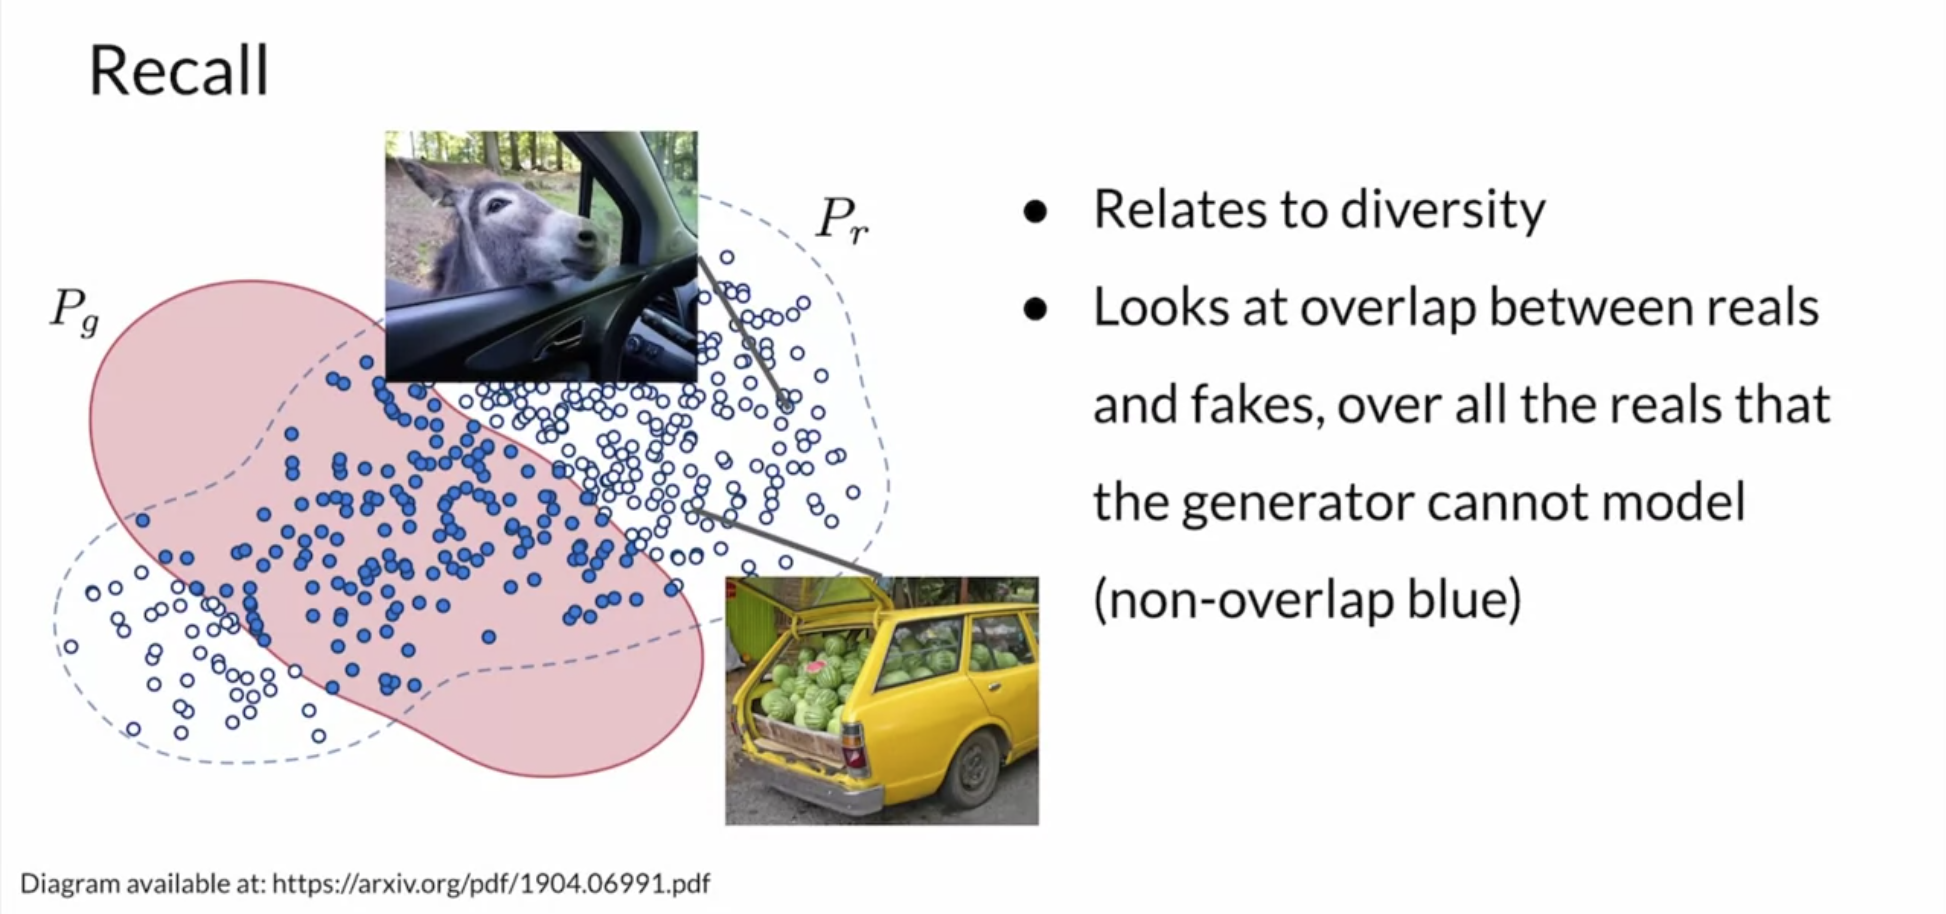 Recall
P_r
P_g
● Relates to diversity
● Looks at overlap between reals
and fakes, over all the reals that
the generator cannot model
(non-overlap blue)
Diagram available at: https://arxiv.org/pdf/1904.06991.pdf